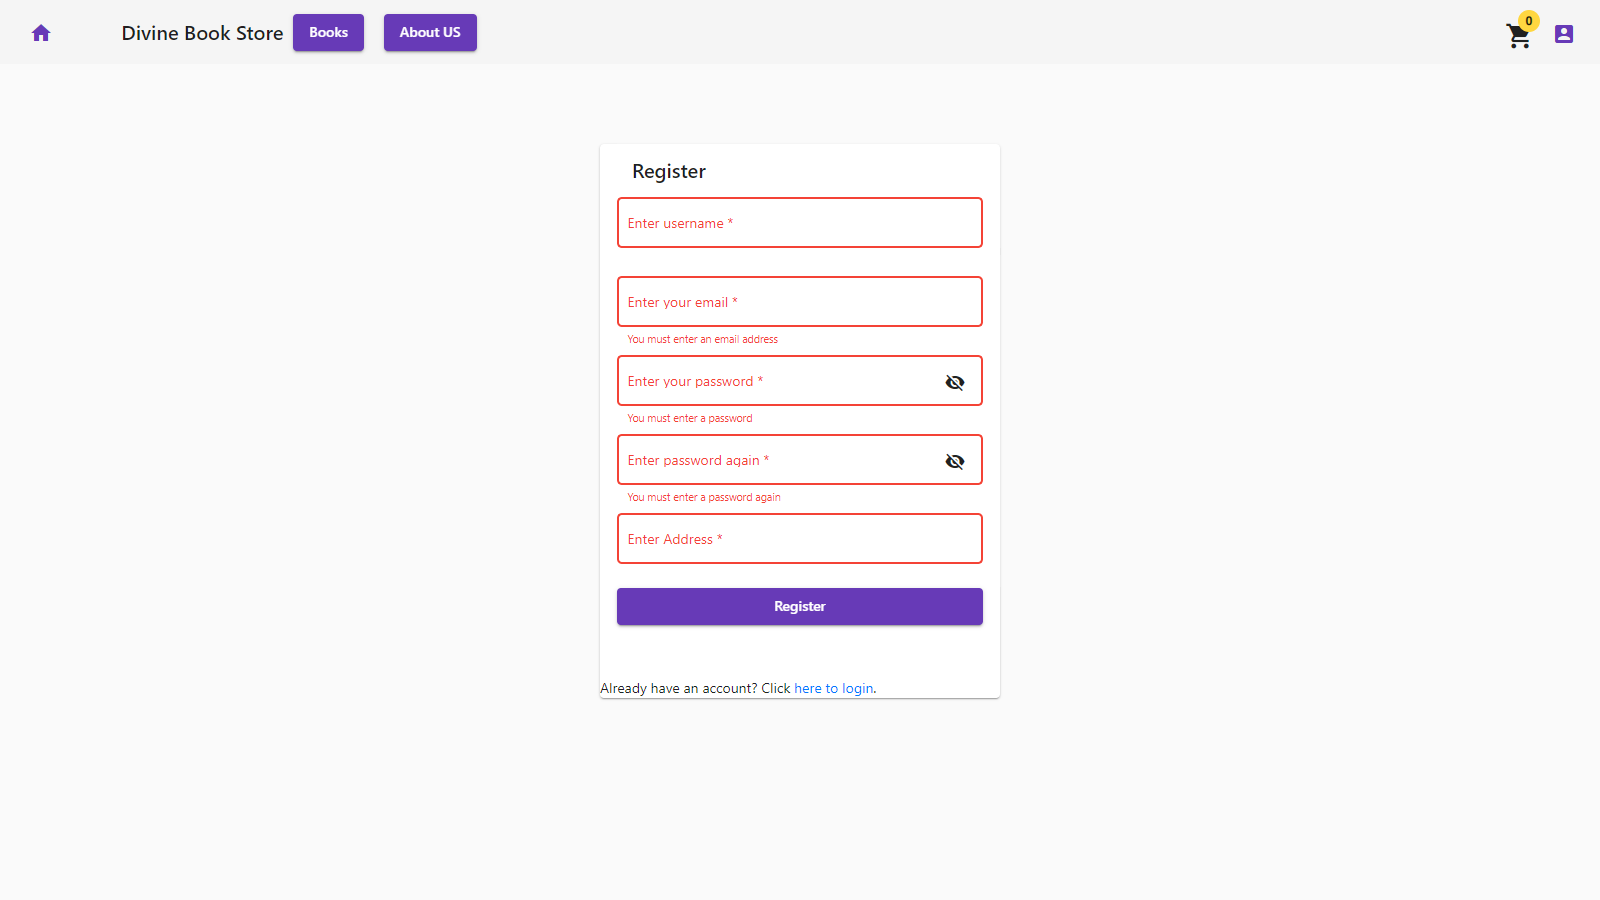 Divine Book Store
Books
About US
0
Register
Enter username *
Enter your email *
You must enter an email address
Enter your password *
You must enter a password
Enter password again *
You must enter a password again
Enter Address *
Register
Already have an account? Click here to login.